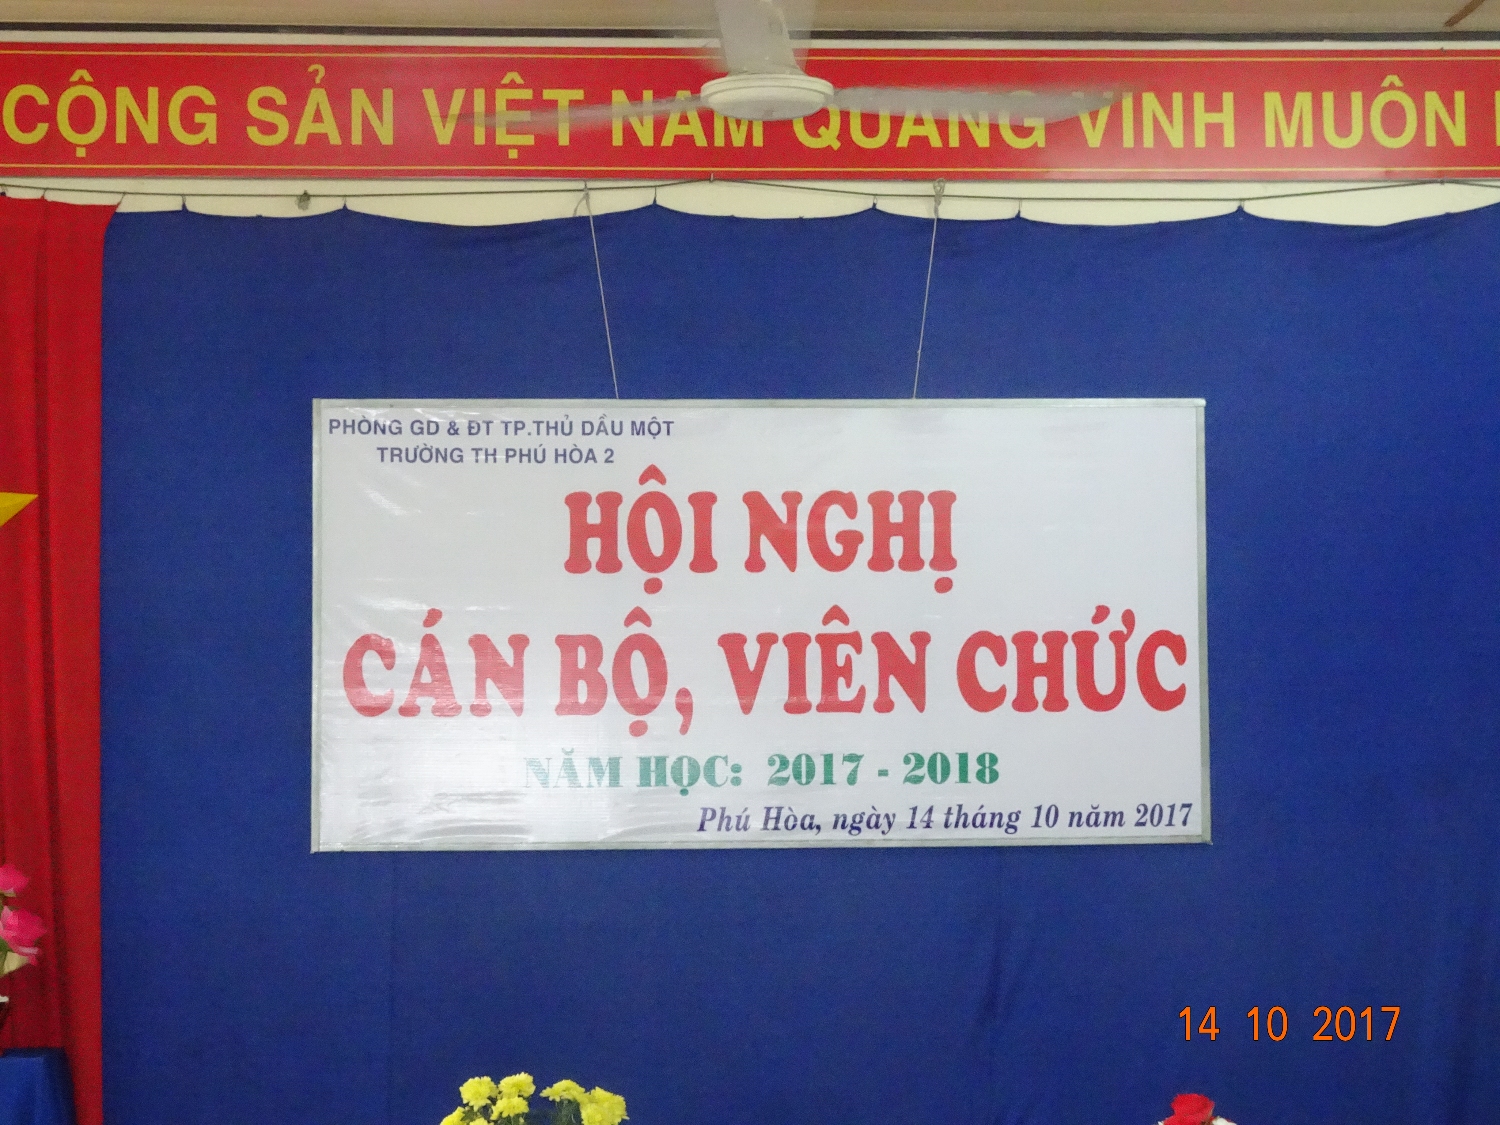 CỘNG SẢN VIỆT NAM QUANG VINH MUÔN
PHÒNG GD & ĐT TP.THỦ DẦU MỘT
TRƯỜNG TH PHÚ HÒA 2
HỘI NGHỊ
CÁN BỘ, VIÊN CHỨC
NĂM HỌC: 2017 - 2018
Phú Hòa, ngày 14 tháng 10 năm 2017
14 10 2017